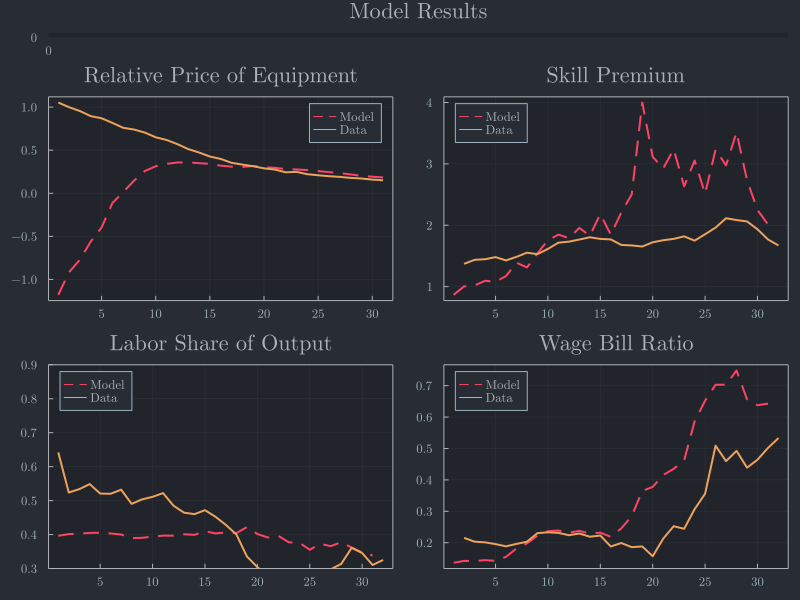 Model Results
0
0
Relative Price of Equipment
1.0
0.5
0.0
−0.5
−1.0
5 10 15 20 25 30
Model
Data
Skill Premium
4
3
2
1
5 10 15 20 25 30
Model
Data
Labor Share of Output
0.9
0.8
0.7
0.6
0.5
0.4
0.3
5 10 15 20 25 30
Model
Data
Wage Bill Ratio
0.7
0.6
0.5
0.4
0.3
0.2
5 10 15 20 25 30
Model
Data